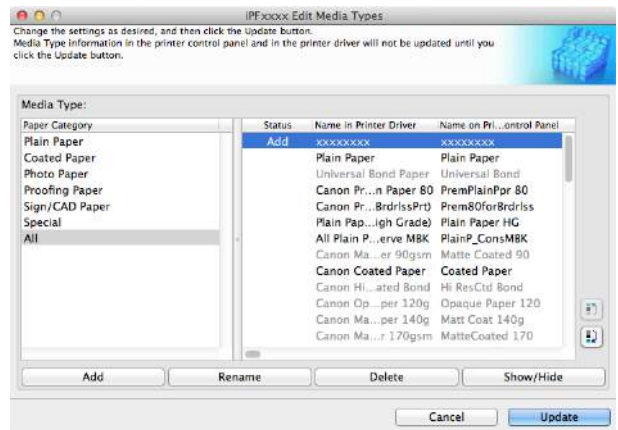 iPFxxxx Edit Media Types
Change the settings as desired, and then click the Update button.
Media Type information in the printer control panel and in the printer driver will not be updated until you
click the Update button.
Media Type:
Paper Category
Status Name in Printer Driver Name on Pri...ontrol Panel
Plain Paper
Coated Paper
Photo Paper
Proofing Paper
Sign/CAD Paper
Special
All
Add xxxxxxxx xxxxxxxx
Plain Paper Plain Paper
Universal Bond Paper Universal Bond
Canon Pr...n Paper 80 PremPlainPpr 80
Canon Pr...BrdrlssPrt) Prem80forBrdrlss
Plain Pap...igh Grade) Plain Paper HG
All Plain P...erve MBK PlainP_ConsMBK
Canon Ma...er 90gsm Matte Coated 90
Canon Coated Paper Coated Paper
Canon Hi...ated Bond Hi ResCtd Bond
Canon Op...per 120g Opaque Paper 120
Canon Ma...per 140g Matt Coat 140g
Canon Ma...r 170gsm MatteCoated 170
Add Rename Delete Show/Hide
Cancel Update